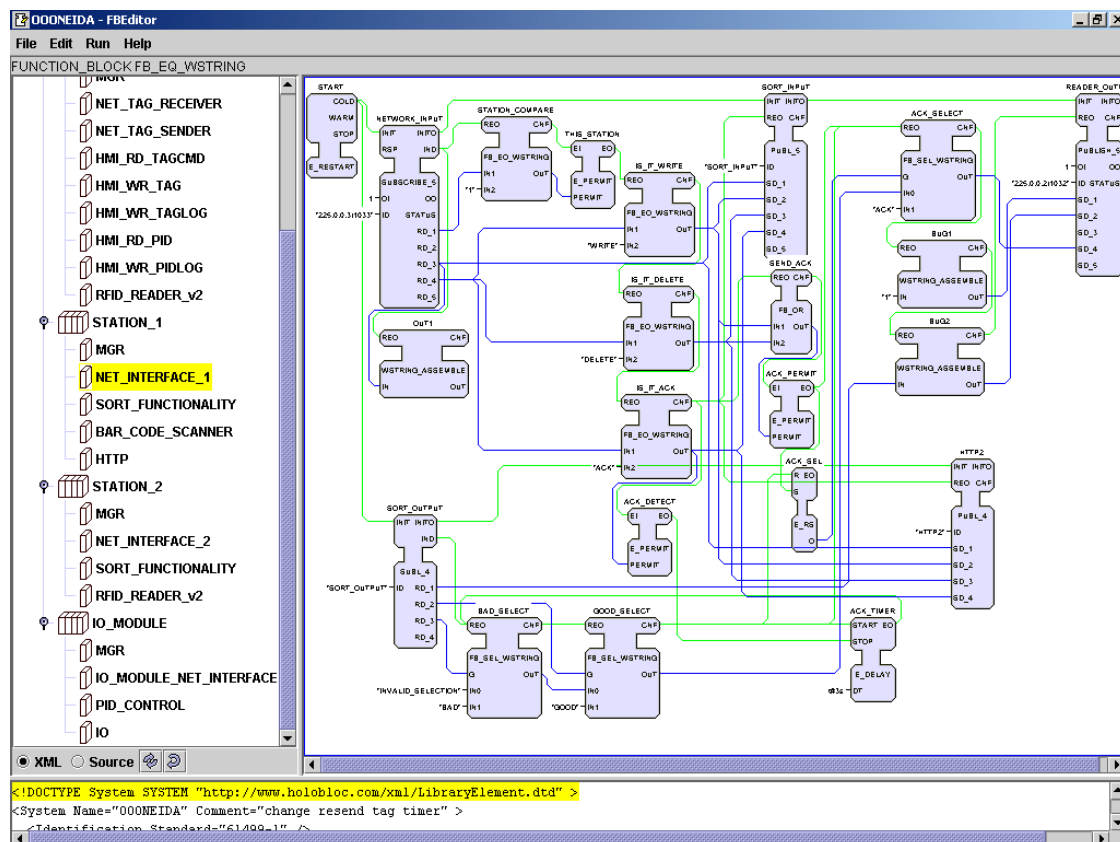 OOONEIDA - FBEditor
File Edit Run Help
FUNCTION_BLOCK FB_EQ_WSTRING
MGR
NET_TAG_RECEIVER
NET_TAG_SENDER
HMI_RD_TAGCMD
HMI_WR_TAG
HMI_WR_TAGLOG
HMI_RD_PID
HMI_WR_PIDLOG
RFID_READER_v2
STATION_1
MGR
NET_INTERFACE_1
SORT_FUNCTIONALITY
BAR_CODE_SCANNER
HTTP
STATION_2
MGR
NET_INTERFACE_2
SORT_FUNCTIONALITY
RFID_READER_v2
IO_MODULE
MGR
IO_MODULE_NET_INTERFACE
PID_CONTROL
IO
XML Source
START
COLD
WARM
STOP
E_RESTART
NETWORK_INPUT
INIT INITO
RSP IND
SUBSCRIBE_5
1 QI QO
"225.0.0.3:1033" ID STATUS
RD_1
RD_2
RD_3
RD_4
RD_5
OUT1
REQ CNF
WSTRING_ASSEMBLE
IN OUT
STATION_COMPARE
REQ CNF
FB_EQ_WSTRING
IN1 OUT
"1" IN2
THIS_STATION
EI EO
E_PERMIT
PERMIT
IS_IT_WRITE
REQ CNF
FB_EQ_WSTRING
IN1 OUT
"WRITE" IN2
IS_IT_DELETE
REQ CNF
FB_EQ_WSTRING
IN1 OUT
"DELETE" IN2
IS_IT_ACK
REQ CNF
FB_EQ_WSTRING
IN1 OUT
"ACK" IN2
ACK_DETECT
EI EO
E_PERMIT
PERMIT
SORT_INPUT
INIT INITO
REQ CNF
PUBL_5
"SORT_INPUT" ID
SD_1
SD_2
SD_3
SD_4
SD_5
SEND_ACK
REQ CNF
FB_OR
IN1 OUT
IN2
ACK_PERMIT
EI EO
E_PERMIT
PERMIT
ACK_SEL
R EO
S
E_RS
Q
ACK_SELECT
REQ CNF
FB_SEL_WSTRING
G OUT
IN0
"ACK" IN1
BUG1
REQ CNF
WSTRING_ASSEMBLE
"1" IN OUT
BUG2
REQ CNF
WSTRING_ASSEMBLE
IN OUT
INIT INITO
REQ CNF
1 QI QO
"225.0.0.2:1032" ID STATUS
SD_1
SD_2
SD_3
SD_4
SD_5
HTTP2
INIT INITO
REQ CNF
PUBL_4
"HTTP2" ID
SD_1
SD_2
SD_3
SD_4
SORT_OUTPUT
INIT INITO
IND
SUBL_4
"SORT_OUTPUT" ID RD_1
RD_2
RD_3
RD_4
BAD_SELECT
REQ CNF
FB_SEL_WSTRING
G OUT
"INVALID_SELECTION" IN0
"BAD" IN1
GOOD_SELECT
REQ CNF
FB_SEL_WSTRING
G OUT
IN0
"GOOD" IN1
ACK_TIMER
START EO
STOP
E_DELAY
t#3s DT
<!DOCTYPE System SYSTEM "http://www.holobloc.com/xml/LibraryElement.dtd" >
<System Name="OOONEIDA" Comment="change resend tag timer" >
<Identification Standard="61499-1" />